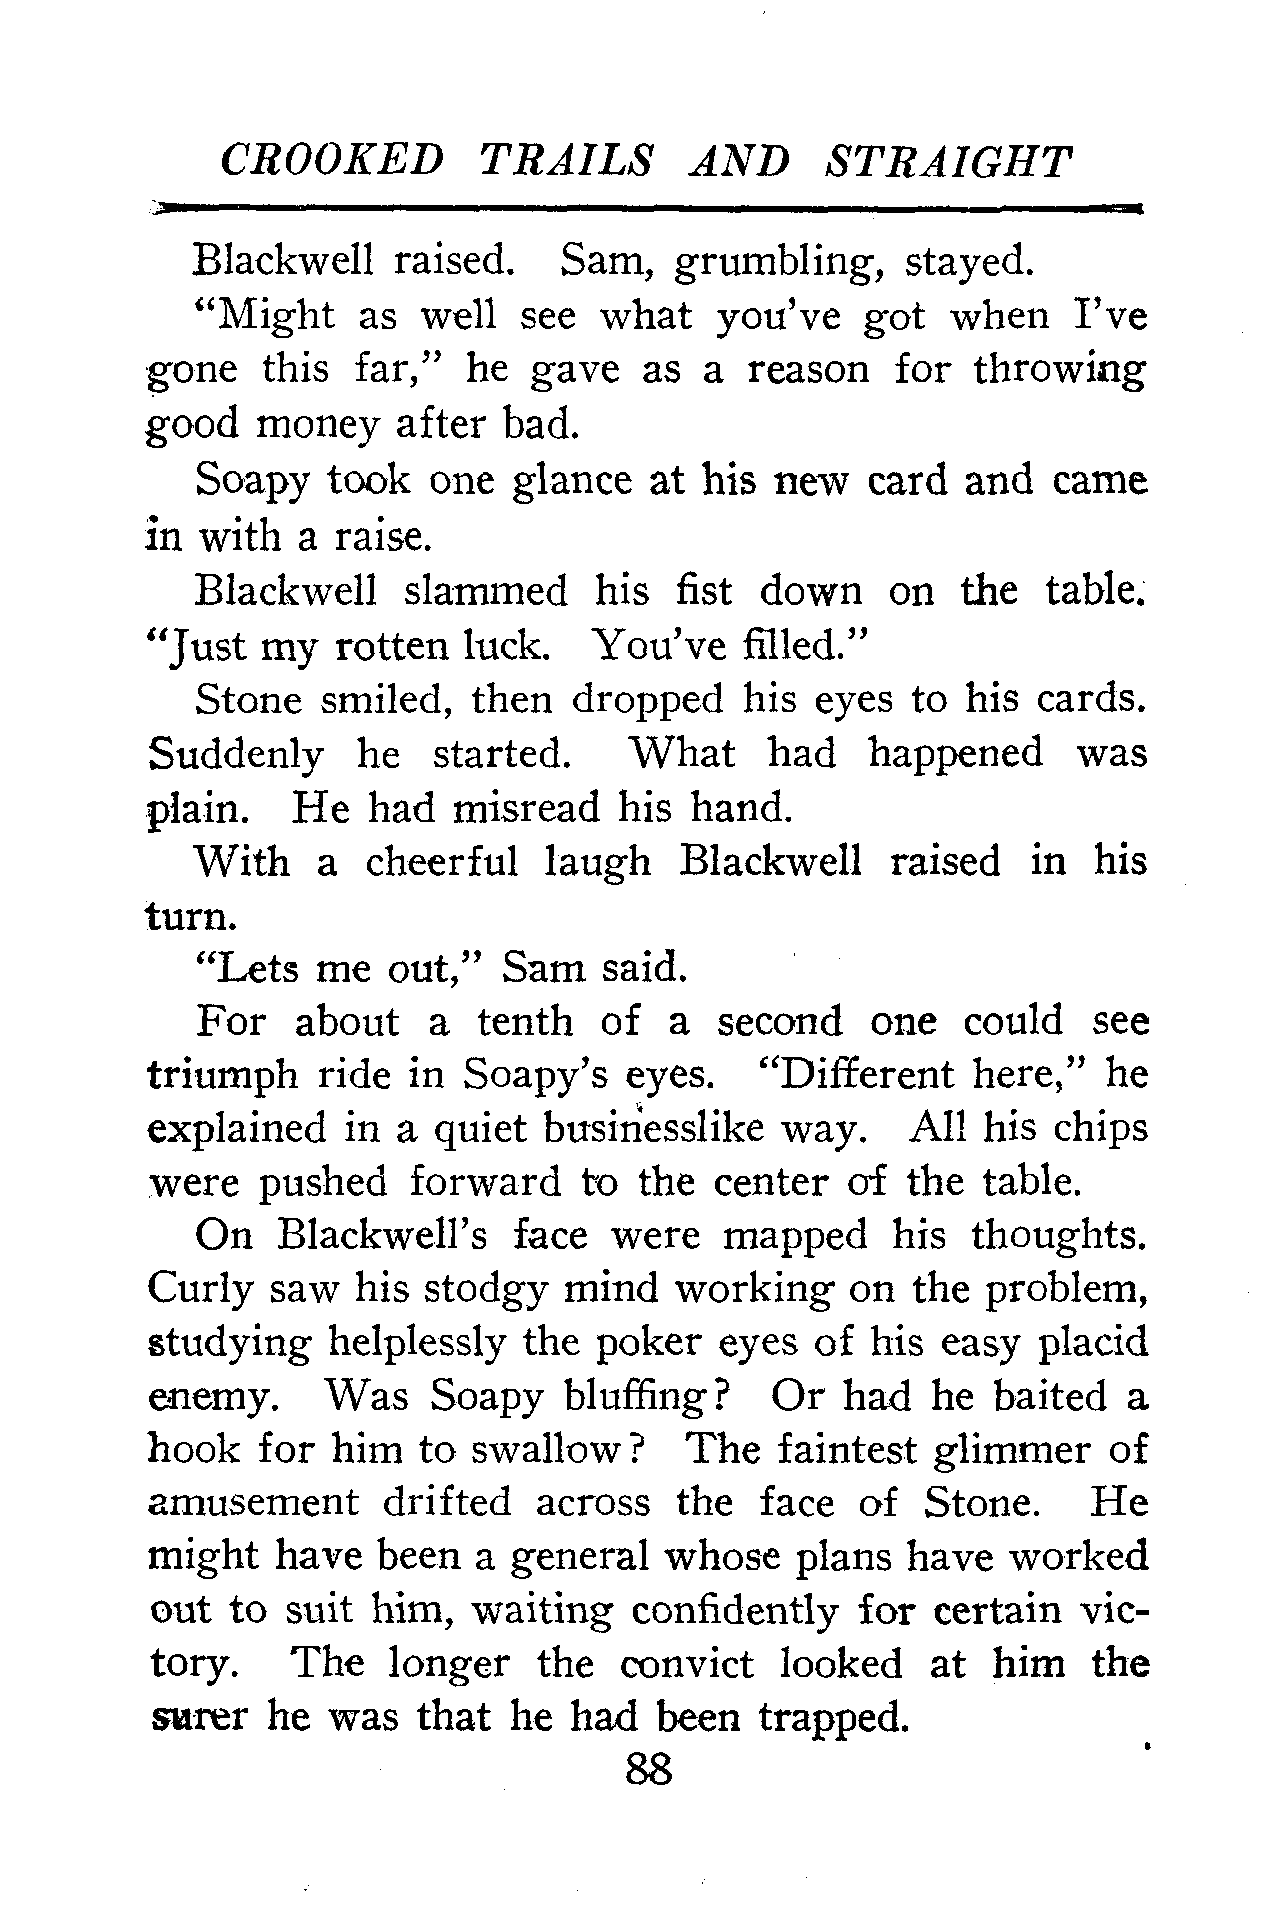 CROOKED TRAILS AND STRAIGHT
Blackwell raised. Sam, grumbling, stayed.
“Might as well see what you’ve got when I’ve
gone this far,” he gave as a reason for throwing
good money after bad.
Soapy took one glance at his new card and came
in with a raise.
Blackwell slammed his fist down on the table.
“Just my rotten luck. You’ve filled.”
Stone smiled, then dropped his eyes to his cards.
Suddenly he started. What had happened was
plain. He had misread his hand.
With a cheerful laugh Blackwell raised in his
turn.
“Lets me out,” Sam said.
For about a tenth of a second one could see
triumph ride in Soapy’s eyes. “Different here,” he
explained in a quiet businesslike way. All his chips
were pushed forward to the center of the table.
On Blackwell’s face were mapped his thoughts.
Curly saw his stodgy mind working on the problem,
studying helplessly the poker eyes of his easy placid
enemy. Was Soapy bluffing? Or had he baited a
hook for him to swallow? The faintest glimmer of
amusement drifted across the face of Stone. He
might have been a general whose plans have worked
out to suit him, waiting confidently for certain vic-
tory. The longer the convict looked at him the
surer he was that he had been trapped.
88